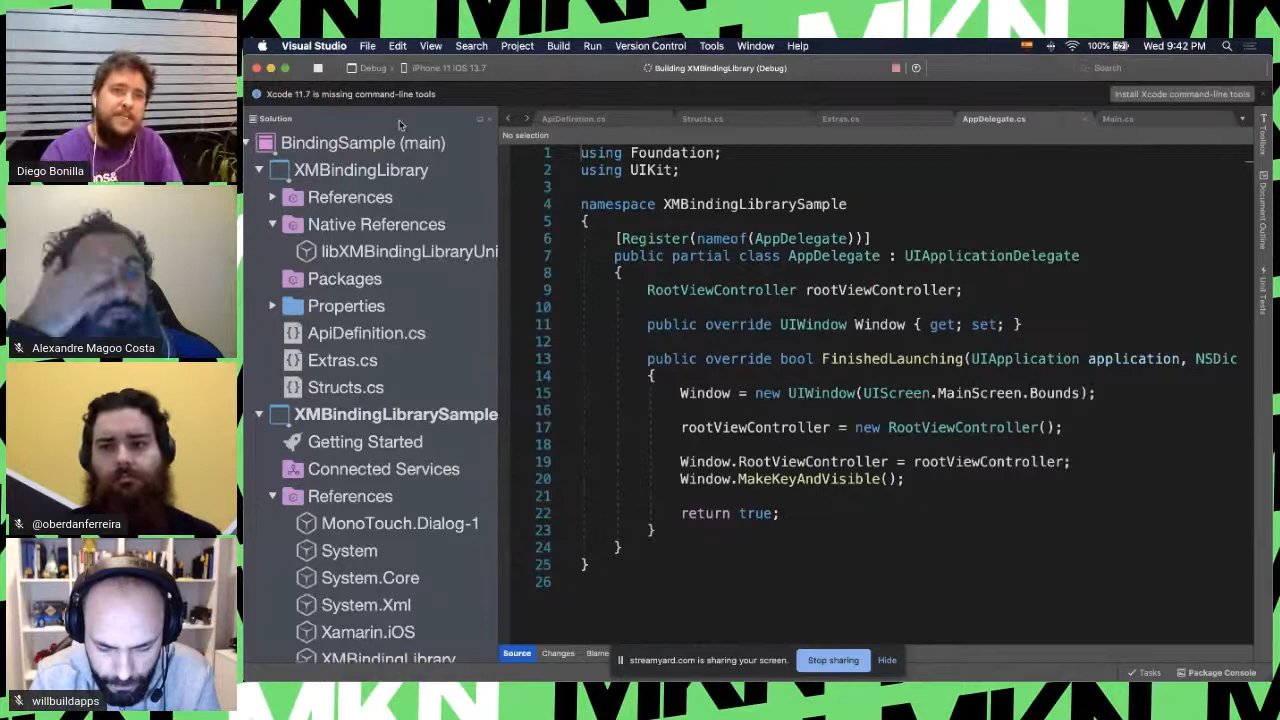 MKN
Visual Studio File Edit View Search Project Build Run Version Control Tools Window Help
100% Wed 9:42 PM
Debug iPhone 11 iOS 13.7
Building XMBindingLibrary (Debug)
Search
Xcode 11.7 is missing command-line tools
Install Xcode command-line tools
Solution
BindingSample (main)
XMBindingLibrary
References
Native References
libXMBindingLibraryUni
Packages
Properties
ApiDefinition.cs
Extras.cs
Structs.cs
XMBindingLibrarySample
Getting Started
Connected Services
References
MonoTouch.Dialog-1
System
System.Core
System.Xml
Xamarin.iOS
XMBindingLibrary
ApiDefinition.cs Structs.cs Extras.cs AppDelegate.cs Main.cs
No selection
1 using Foundation;
2 using UIKit;
3
4 namespace XMBindingLibrarySample
5 {
6 [Register(nameof(AppDelegate))]
7 public partial class AppDelegate : UIApplicationDelegate
8 {
9 RootViewController rootViewController;
10
11 public override UIWindow Window { get; set; }
12
13 public override bool FinishedLaunching(UIApplication application, NSDic
14 {
15 Window = new UIWindow(UIScreen.MainScreen.Bounds);
16
17 rootViewController = new RootViewController();
18
19 Window.RootViewController = rootViewController;
20 Window.MakeKeyAndVisible();
21
22 return true;
23 }
24 }
25 }
26
Source Changes Blame
streamyard.com is sharing your screen.
Stop sharing
Hide
Tasks
Package Console
Toolbox
Document Outline
Unit Tests
Diego Bonilla
Alexandre Magoo Costa
@oberdanferreira
willbuildapps
MKN